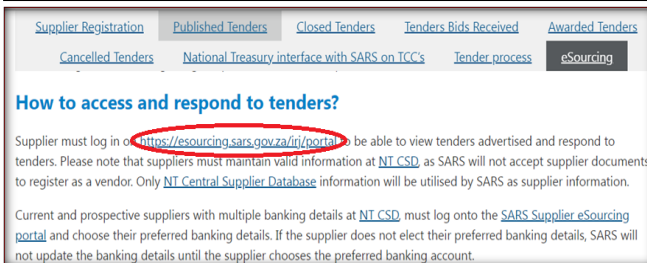 Supplier Registration Published Tenders Closed Tenders Tenders Bids Received Awarded Tenders
Cancelled Tenders National Treasury interface with SARS on TCC's Tender process eSourcing
How to access and respond to tenders?
Supplier must log in on https://esourcing.sars.gov.za/irj/portal to be able to view tenders advertised and respond to
tenders. Please note that suppliers must maintain valid information at NT CSD, as SARS will not accept supplier documents
to register as a vendor. Only NT Central Supplier Database information will be utilised by SARS as supplier information.
Current and prospective suppliers with multiple banking details at NT CSD, must log onto the SARS Supplier eSourcing
portal and choose their preferred banking details. If the supplier does not elect their preferred banking details, SARS will
not update the banking details until the supplier chooses the preferred banking account.